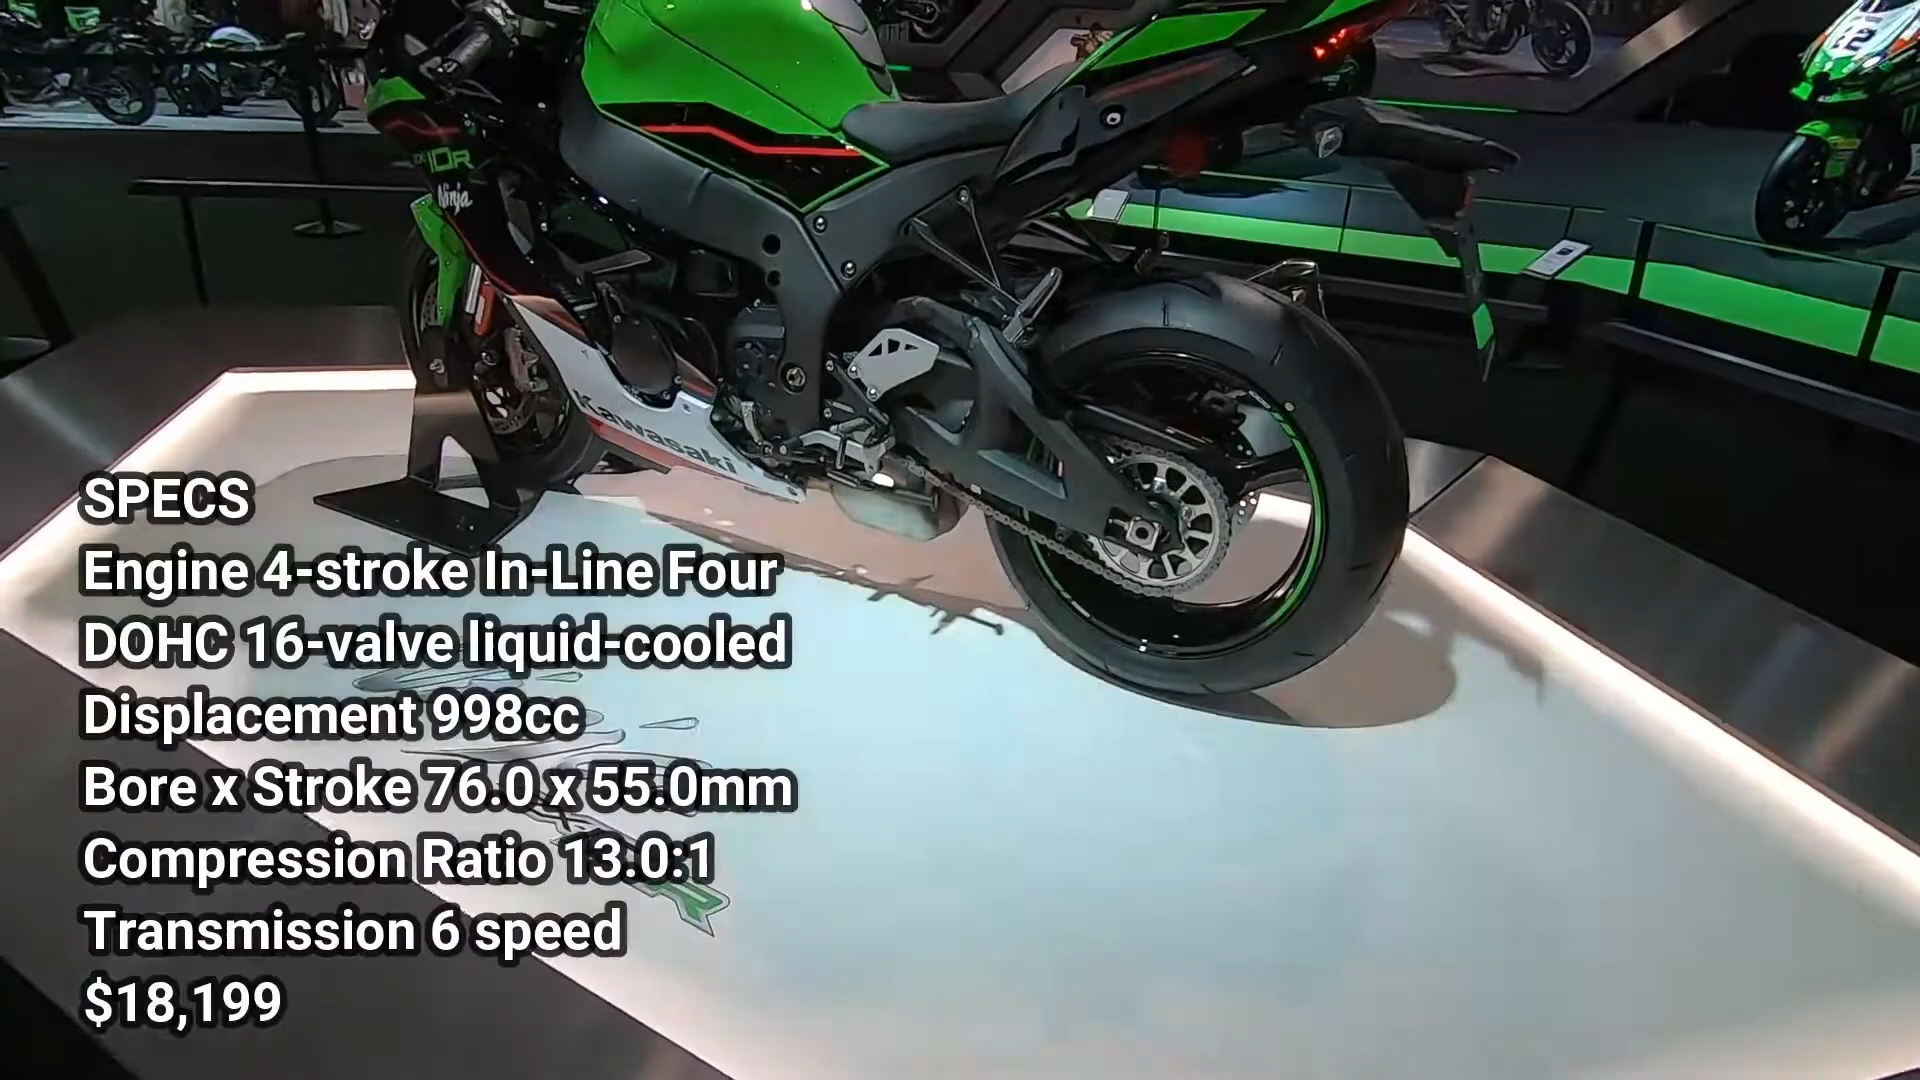 10R
Ninja
Kawasaki
SPECS
Engine 4-stroke In-Line Four
DOHC 16-valve liquid-cooled
Displacement 998cc
Bore x Stroke 76.0 x 55.0mm
Compression Ratio 13.0:1
Transmission 6 speed
$18,199